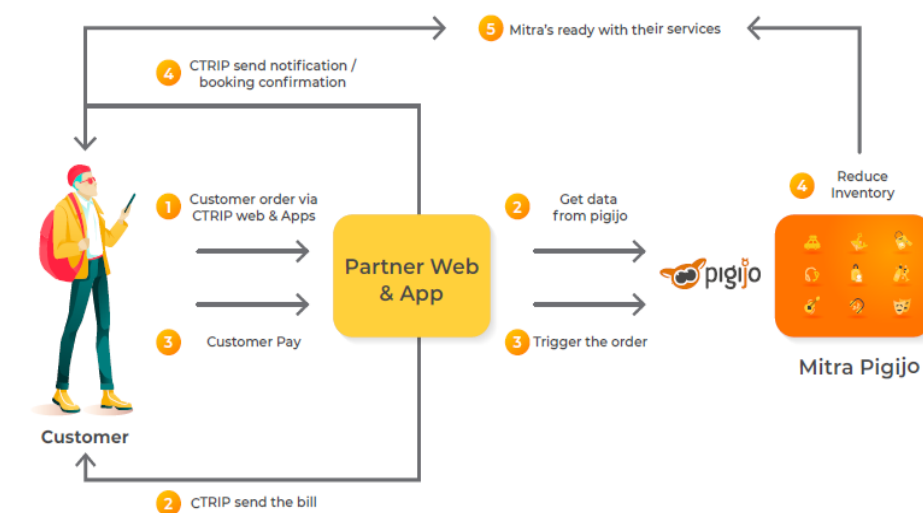 5 Mitra's ready with their services
4 CTRIP send notification /
booking confirmation
4 Reduce
Inventory
1 Customer order via
CTRIP web & Apps
2 Get data
from pigijo
Partner Web
& App
pigijo
3 Customer Pay
3 Trigger the order
Mitra Pigijo
Customer
2 CTRIP send the bill